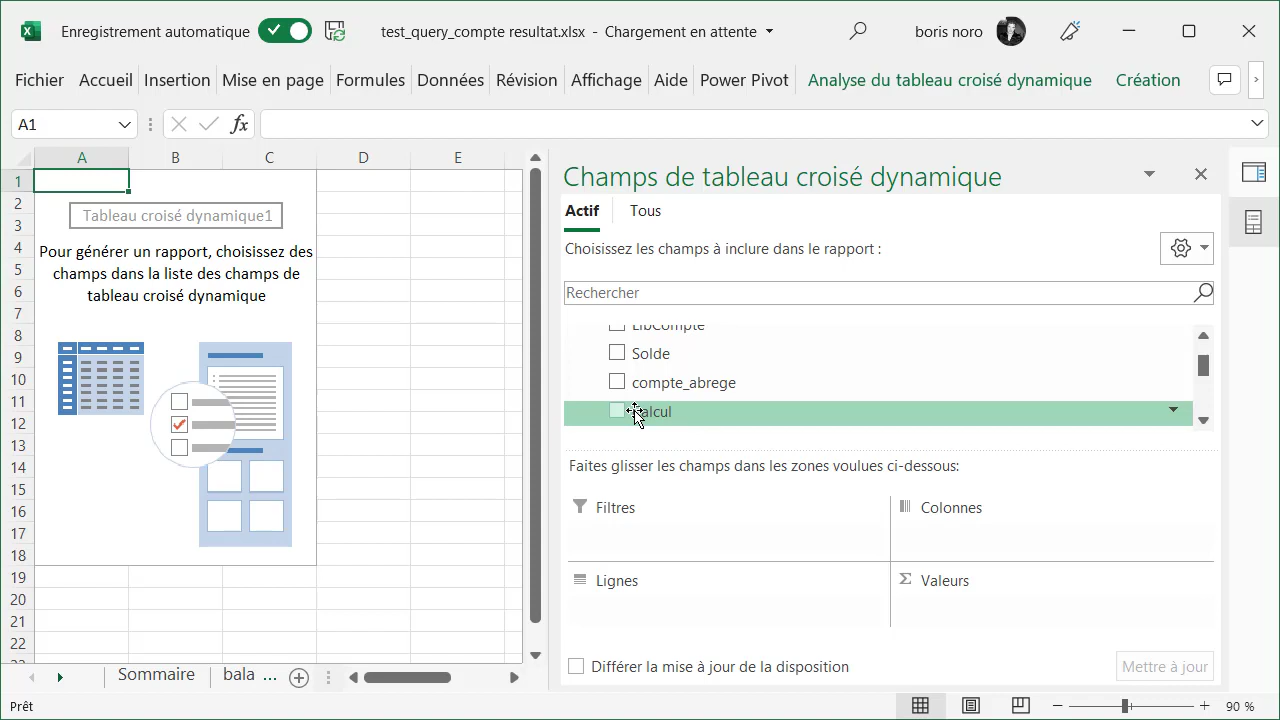 Enregistrement automatique
test_query_compte resultat.xlsx - Chargement en attente
boris noro
Fichier Accueil Insertion Mise en page Formules Données Révision Affichage Aide Power Pivot Analyse du tableau croisé dynamique Création
A1
fx
A B C D E
1
2
3
4
5
6
7
8
9
10
11
12
13
14
15
16
17
18
19
20
21
22
Tableau croisé dynamique1
Pour générer un rapport, choisissez des
champs dans la liste des champs de
tableau croisé dynamique
Champs de tableau croisé dynamique
Actif Tous
Choisissez les champs à inclure dans le rapport :
Rechercher
LibCompte
Solde
compte_abrege
alcul
Faites glisser les champs dans les zones voulues ci-dessous:
Filtres
Colonnes
Lignes
Σ Valeurs
Différer la mise à jour de la disposition
Mettre à jour
Sommaire
bala ...
Prêt
90 %